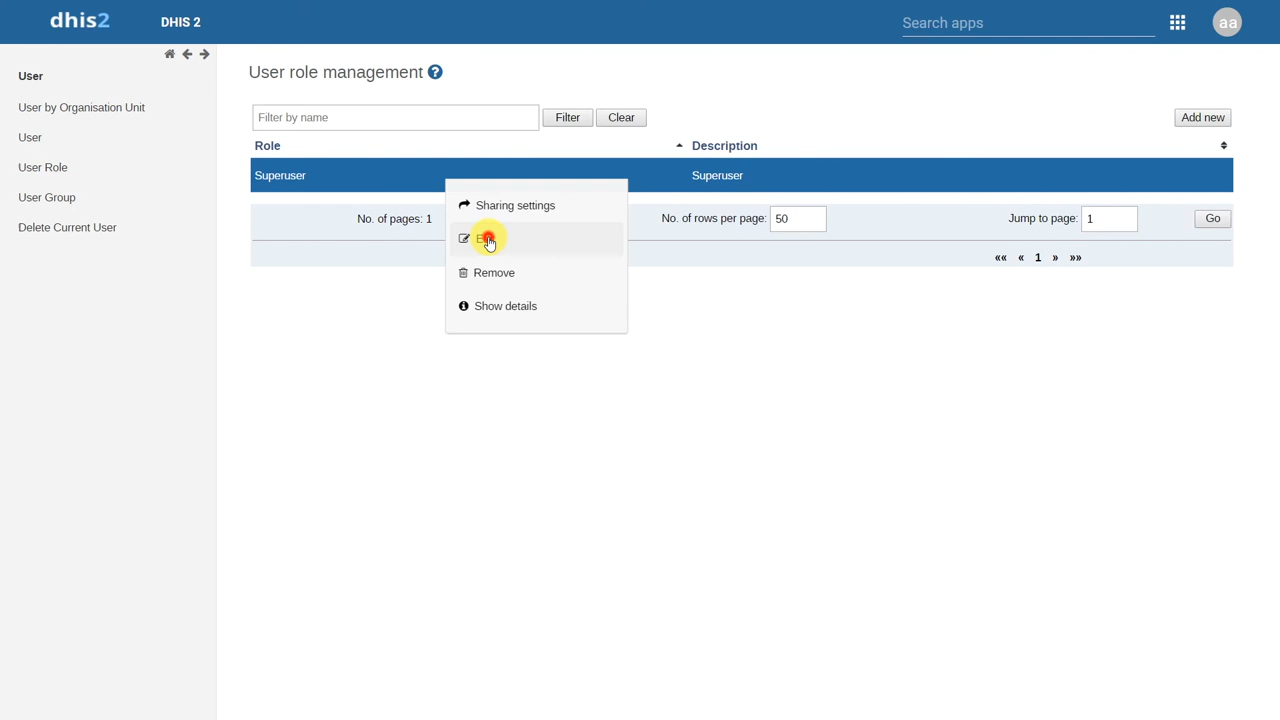 dhis2 DHIS 2 Search apps aa
User
User by Organisation Unit
User
User Role
User Group
Delete Current User
User role management ?
Filter by name Filter Clear Add new
Role Description
Superuser Superuser
Sharing settings
Remove
Show details
No. of pages: 1 No. of rows per page: 50 Jump to page: 1 Go
«« « 1 » »»